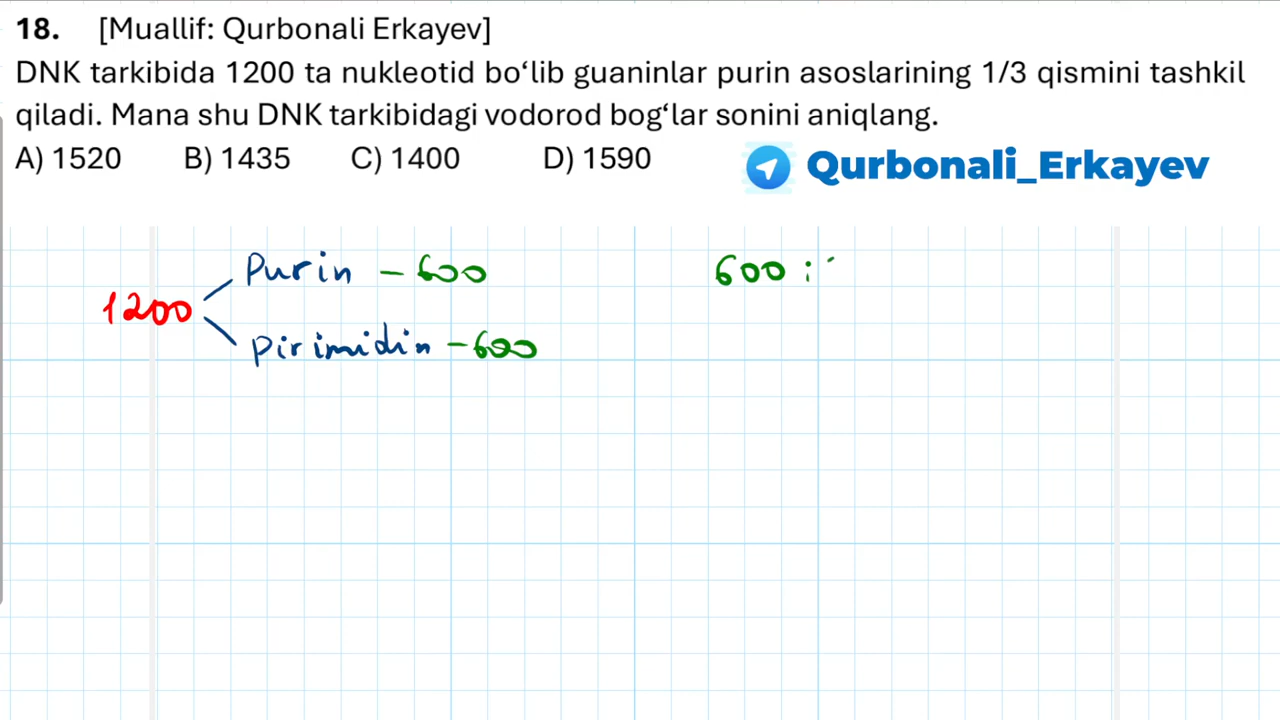 18. [Muallif: Qurbonali Erkayev]
DNK tarkibida 1200 ta nukleotid bo‘lib guaninlar purin asoslarining 1/3 qismini tashkil
qiladi. Mana shu DNK tarkibidagi vodorod bog‘lar sonini aniqlang.
A) 1520 B) 1435 C) 1400 D) 1590
Qurbonali_Erkayev
Purin - 600
600 :
1200
pirimidin - 600